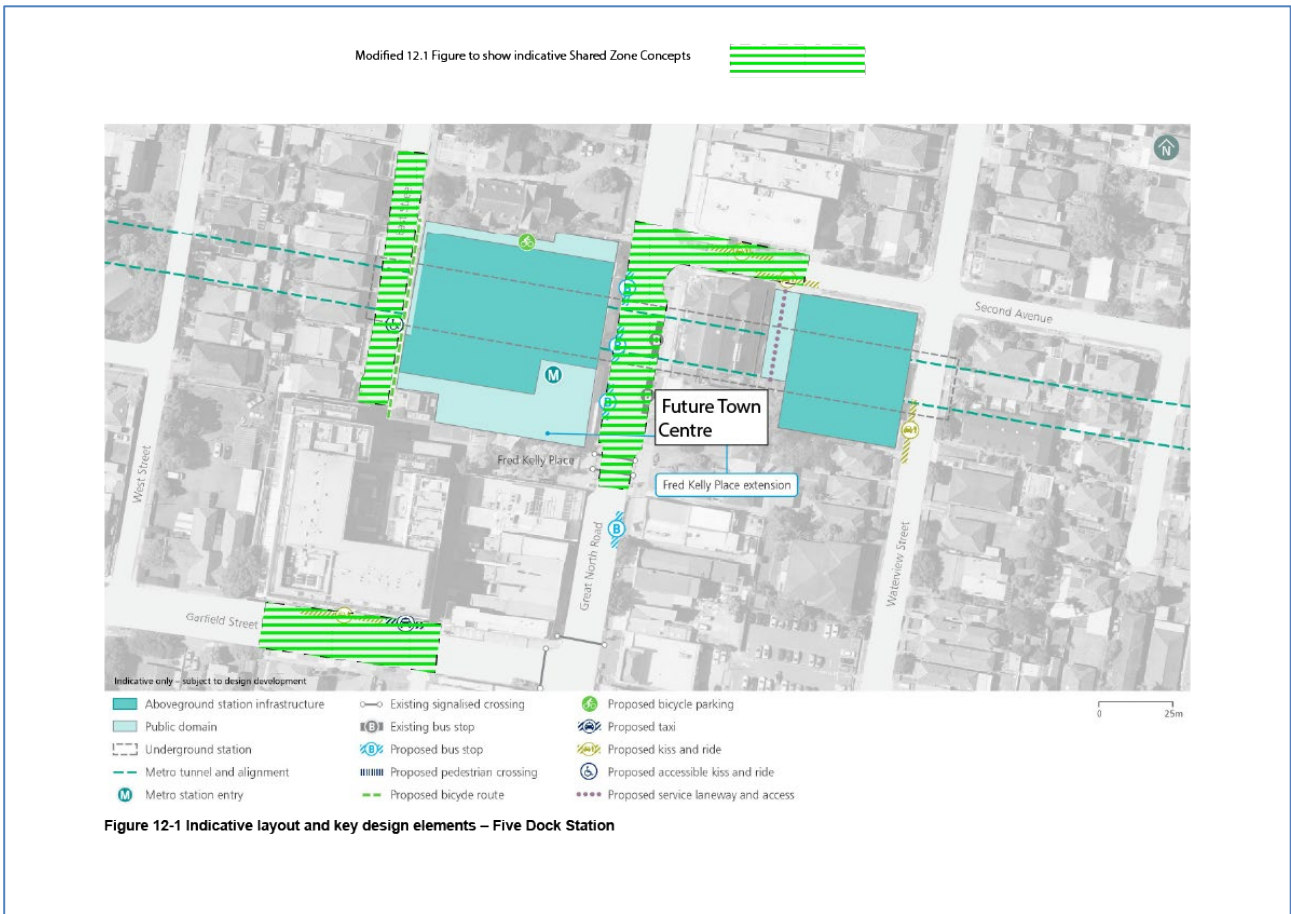 Modified 12.1 Figure to show indicative Shared Zone Concepts
N
Second Avenue
B
B
B
M
Future Town
Centre
Fred Kelly Place
Fred Kelly Place extension
West Street
B
Great North Road
Waterview Street
Garfield Street
Indicative only – subject to design development
Aboveground station infrastructure
Public domain
Underground station
Metro tunnel and alignment
M Metro station entry
Existing signalised crossing
B Existing bus stop
B Proposed bus stop
Proposed pedestrian crossing
Proposed bicycle route
Proposed bicycle parking
Proposed taxi
Proposed kiss and ride
Proposed accessible kiss and ride
Proposed service laneway and access
0 25m
Figure 12-1 Indicative layout and key design elements – Five Dock Station